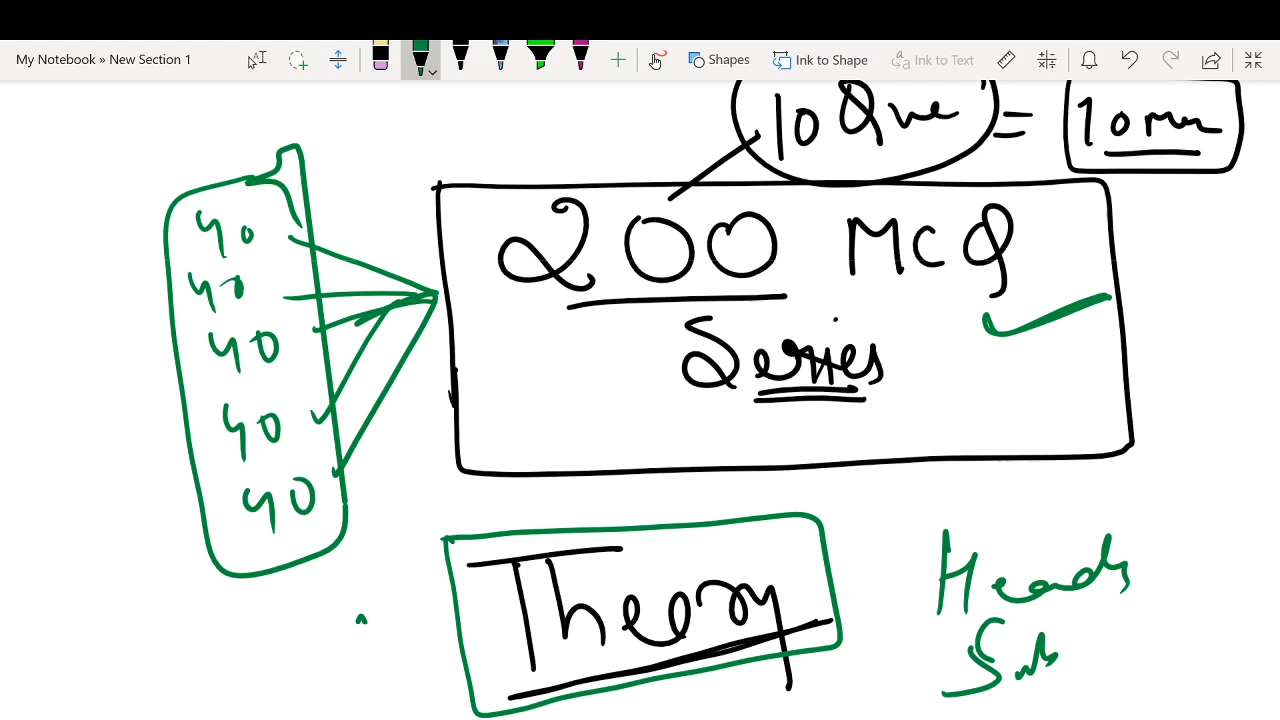 My Notebook » New Section 1
Shapes
Ink to Shape
Ink to Text
10 Que = 10 mn
200 MCQ
Series
40
40
40
40
40
Theory
Heads
Sub